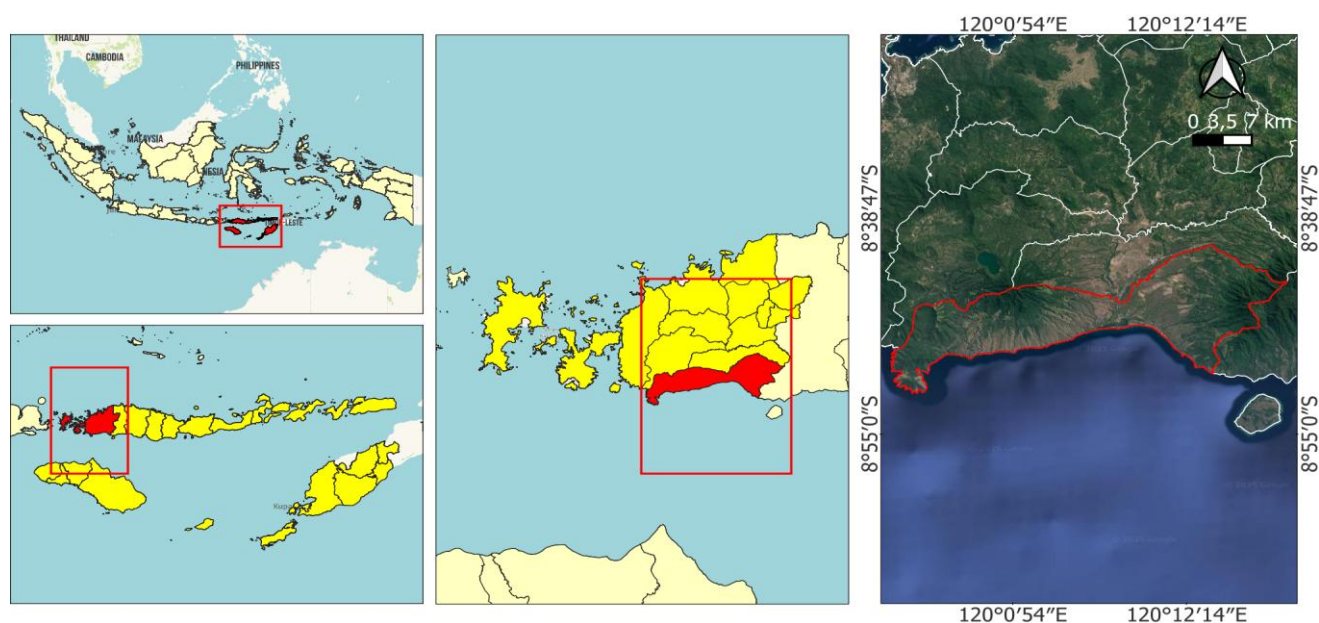 120°0′54″E 120°12′14″E
THAILAND
CAMBODIA
PHILIPPINES
MALAYSIA
NESIA
-LESTE
0 3,5 7 km
8°38′47″S
8°38′47″S
8°55′0″S
8°55′0″S
120°0′54″E 120°12′14″E